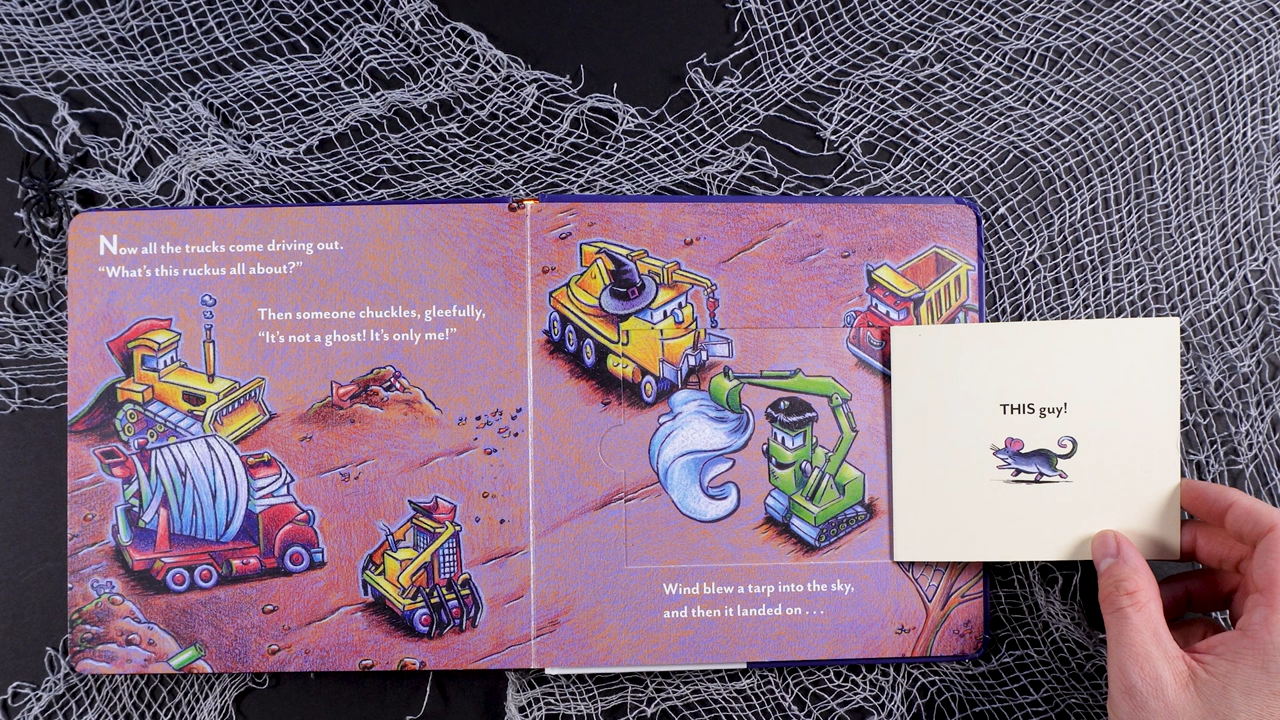 Now all the trucks come driving out.
“What’s this ruckus all about?”
Then someone chuckles, gleefully,
“It’s not a ghost! It’s only me!”
Wind blew a tarp into the sky,
and then it landed on . . .
THIS guy!